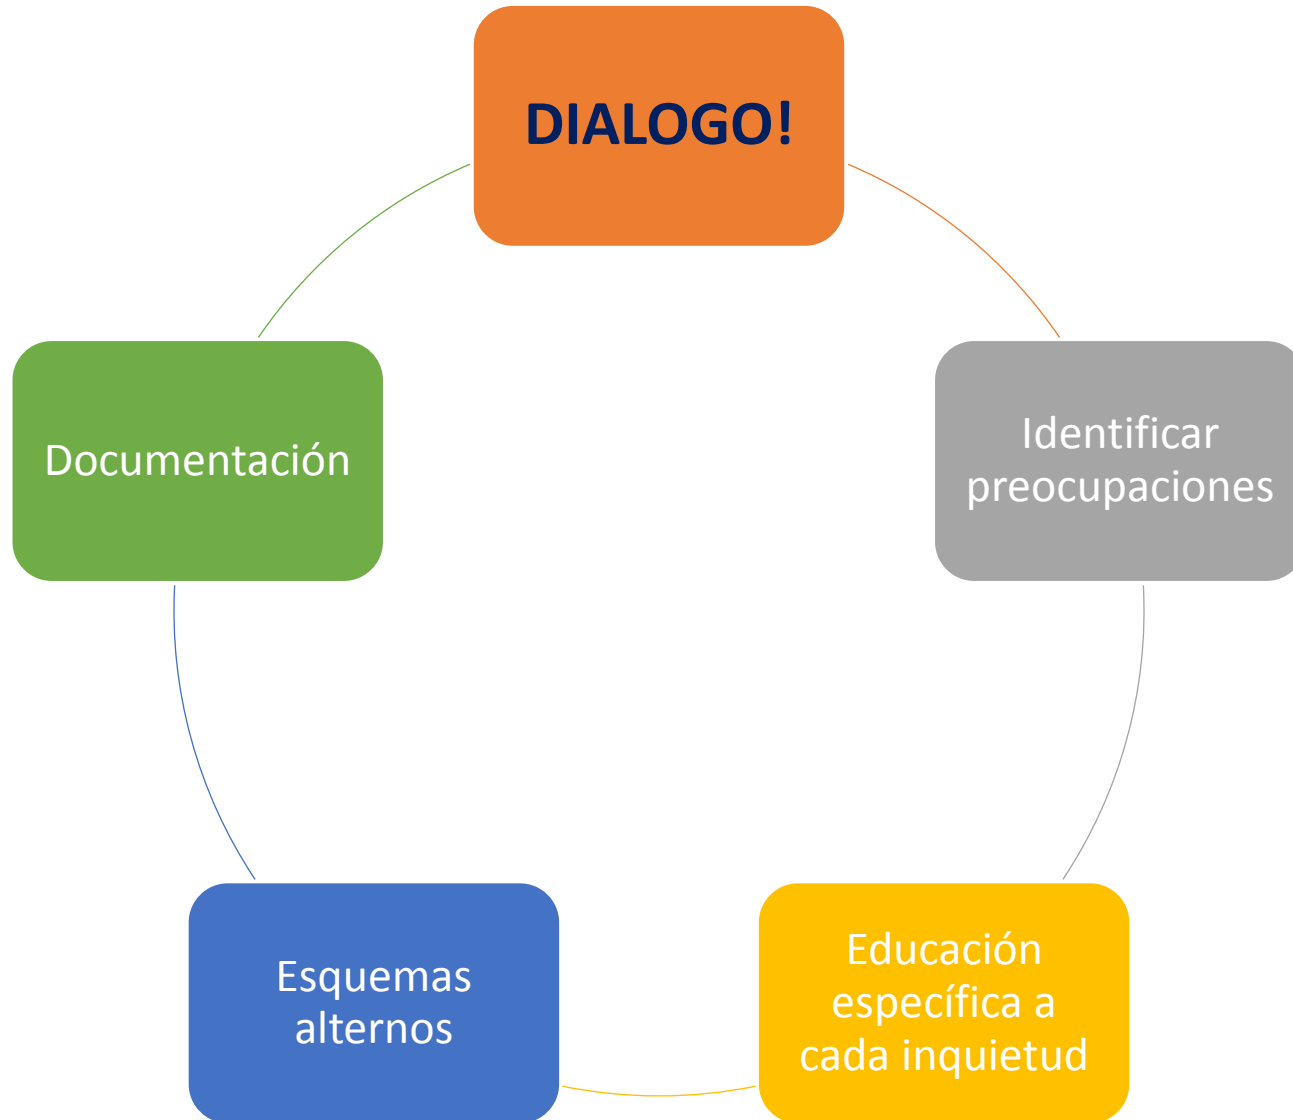 DIALOGO!
Identificar
preocupaciones
Educación
específica a
cada inquietud
Esquemas
alternos
Documentación